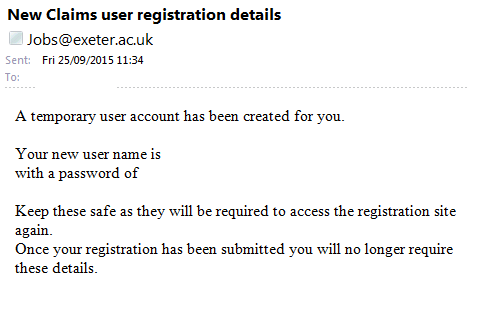 New Claims user registration details
Jobs@exeter.ac.uk
Sent: Fri 25/09/2015 11:34
To:
A temporary user account has been created for you.
Your new user name is
with a password of
Keep these safe as they will be required to access the registration site
again.
Once your registration has been submitted you will no longer require
these details.